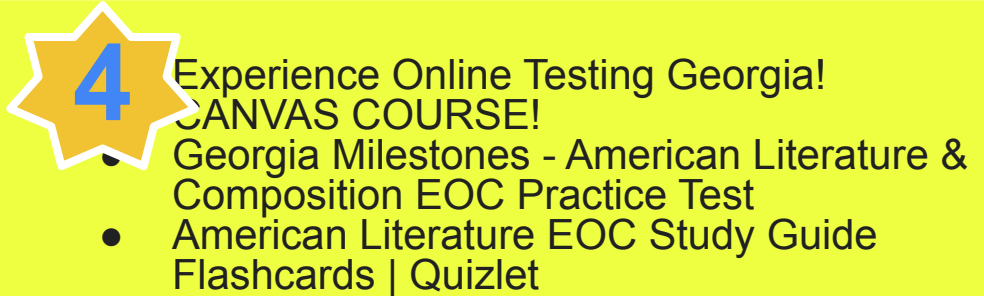 4
Experience Online Testing Georgia!
CANVAS COURSE!
● Georgia Milestones - American Literature &
Composition EOC Practice Test
● American Literature EOC Study Guide
Flashcards | Quizlet